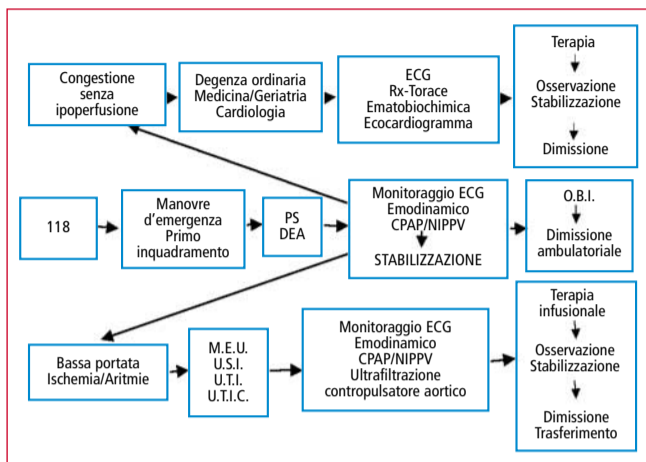 Congestione
senza
ipoperfusione
Degenza ordinaria
Medicina/Geriatria
Cardiologia
ECG
Rx-Torace
Ematobiochimica
Ecocardiogramma
Terapia
Osservazione
Stabilizzazione
Dimissione
118
Manovre
d'emergenza
Primo
inquadramento
PS
DEA
Monitoraggio ECG
Emodinamico
CPAP/NIPPV
STABILIZZAZIONE
O.B.I.
Dimissione
ambulatoriale
Bassa portata
Ischemia/Aritmie
M.E.U.
U.S.I.
U.T.I.
U.T.I.C.
Monitoraggio ECG
Emodinamico
CPAP/NIPPV
Ultrafiltrazione
contropulsatore aortico
Terapia
infusionale
Osservazione
Stabilizzazione
Dimissione
Trasferimento